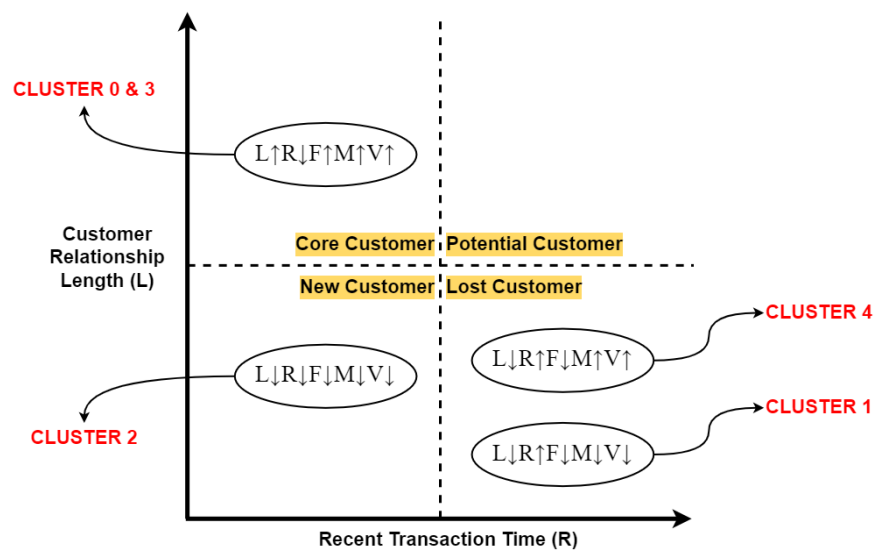 CLUSTER 0 & 3
L↑R↓F↑M↑V↑
Customer
Relationship
Length (L)
Core Customer
Potential Customer
New Customer
Lost Customer
CLUSTER 4
L↓R↑F↓M↑V↑
L↓R↓F↓M↓V↓
CLUSTER 1
CLUSTER 2
L↓R↑F↓M↓V↓
Recent Transaction Time (R)